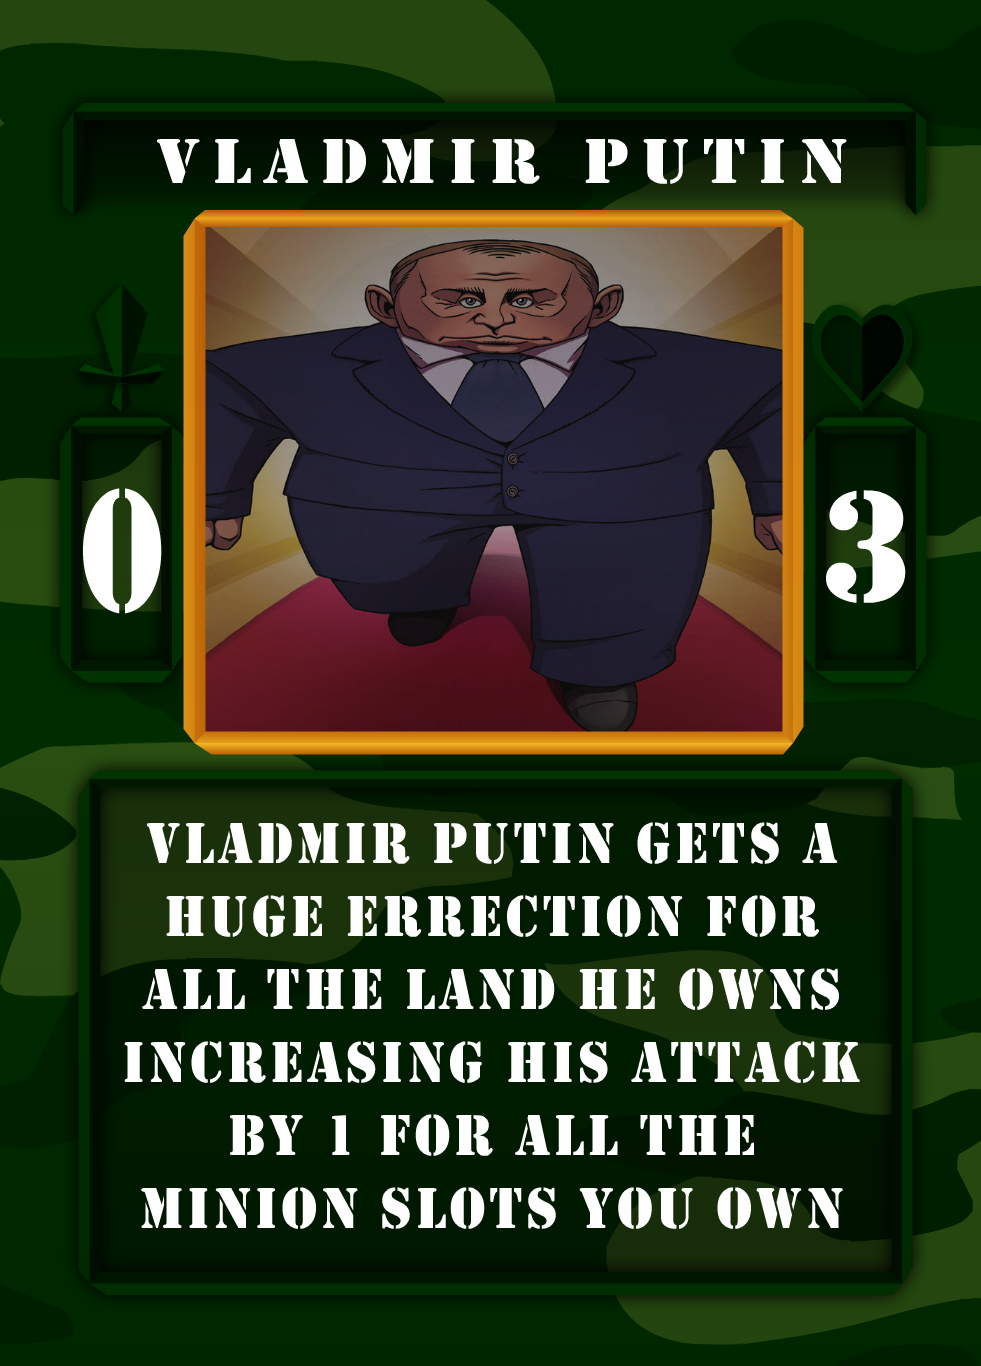 VLADMIR PUTIN
0
3
VLADMIR PUTIN GETS A
HUGE ERRECTION FOR
ALL THE LAND HE OWNS
INCREASING HIS ATTACK
BY 1 FOR ALL THE
MINION SLOTS YOU OWN